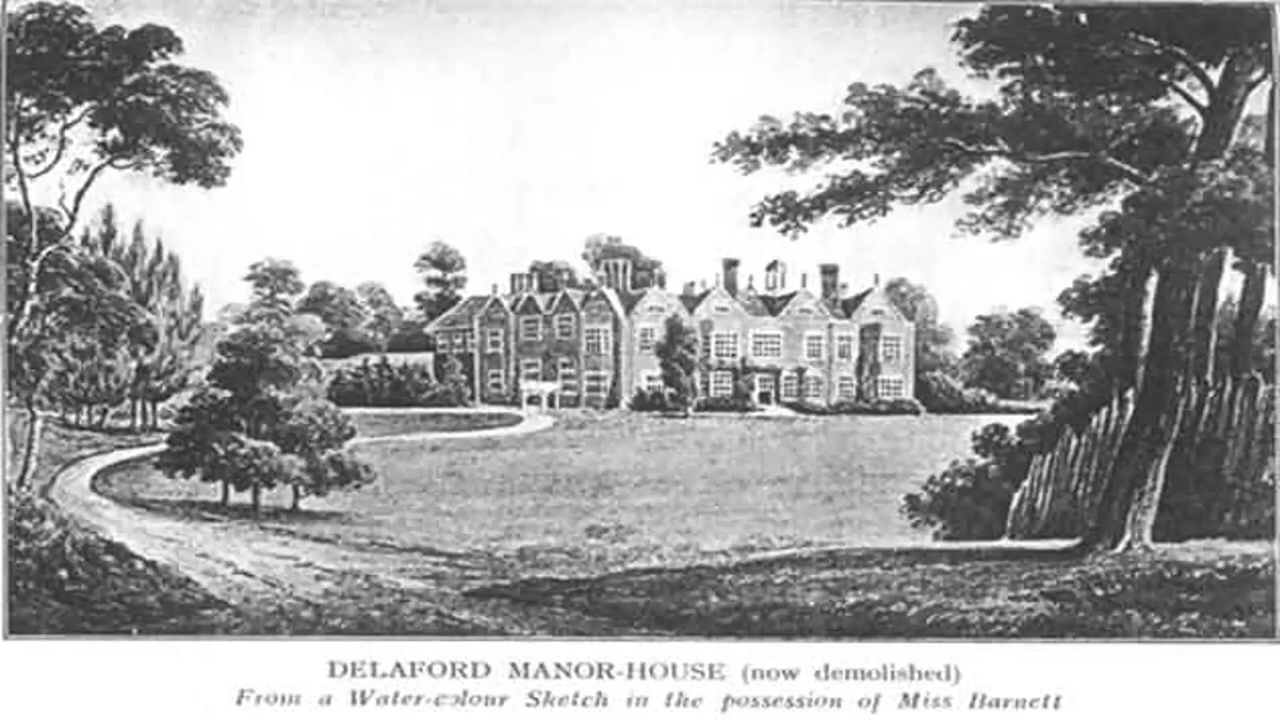 DELAFORD MANOR-HOUSE (now demolished)
From a Water-colour Sketch in the possession of Miss Barnett